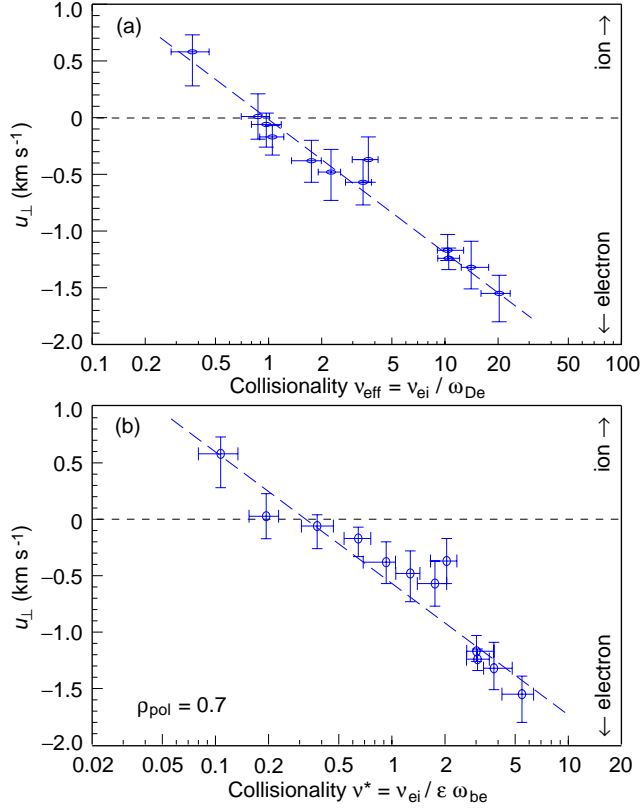 (a)
1.0
0.5
0
−0.5
−1.0
−1.5
−2.0
u⊥ (km s-1)
ion →
← electron
0.1 0.2 0.5 1 2 5 10 20 50 100
Collisionality νeff = νei / ωDe
(b)
1.0
0.5
0
−0.5
−1.0
−1.5
−2.0
u⊥ (km s-1)
ion →
← electron
ρpol = 0.7
0.02 0.05 0.1 0.2 0.5 1 2 5 10 20
Collisionality ν* = νei / ε ωbe